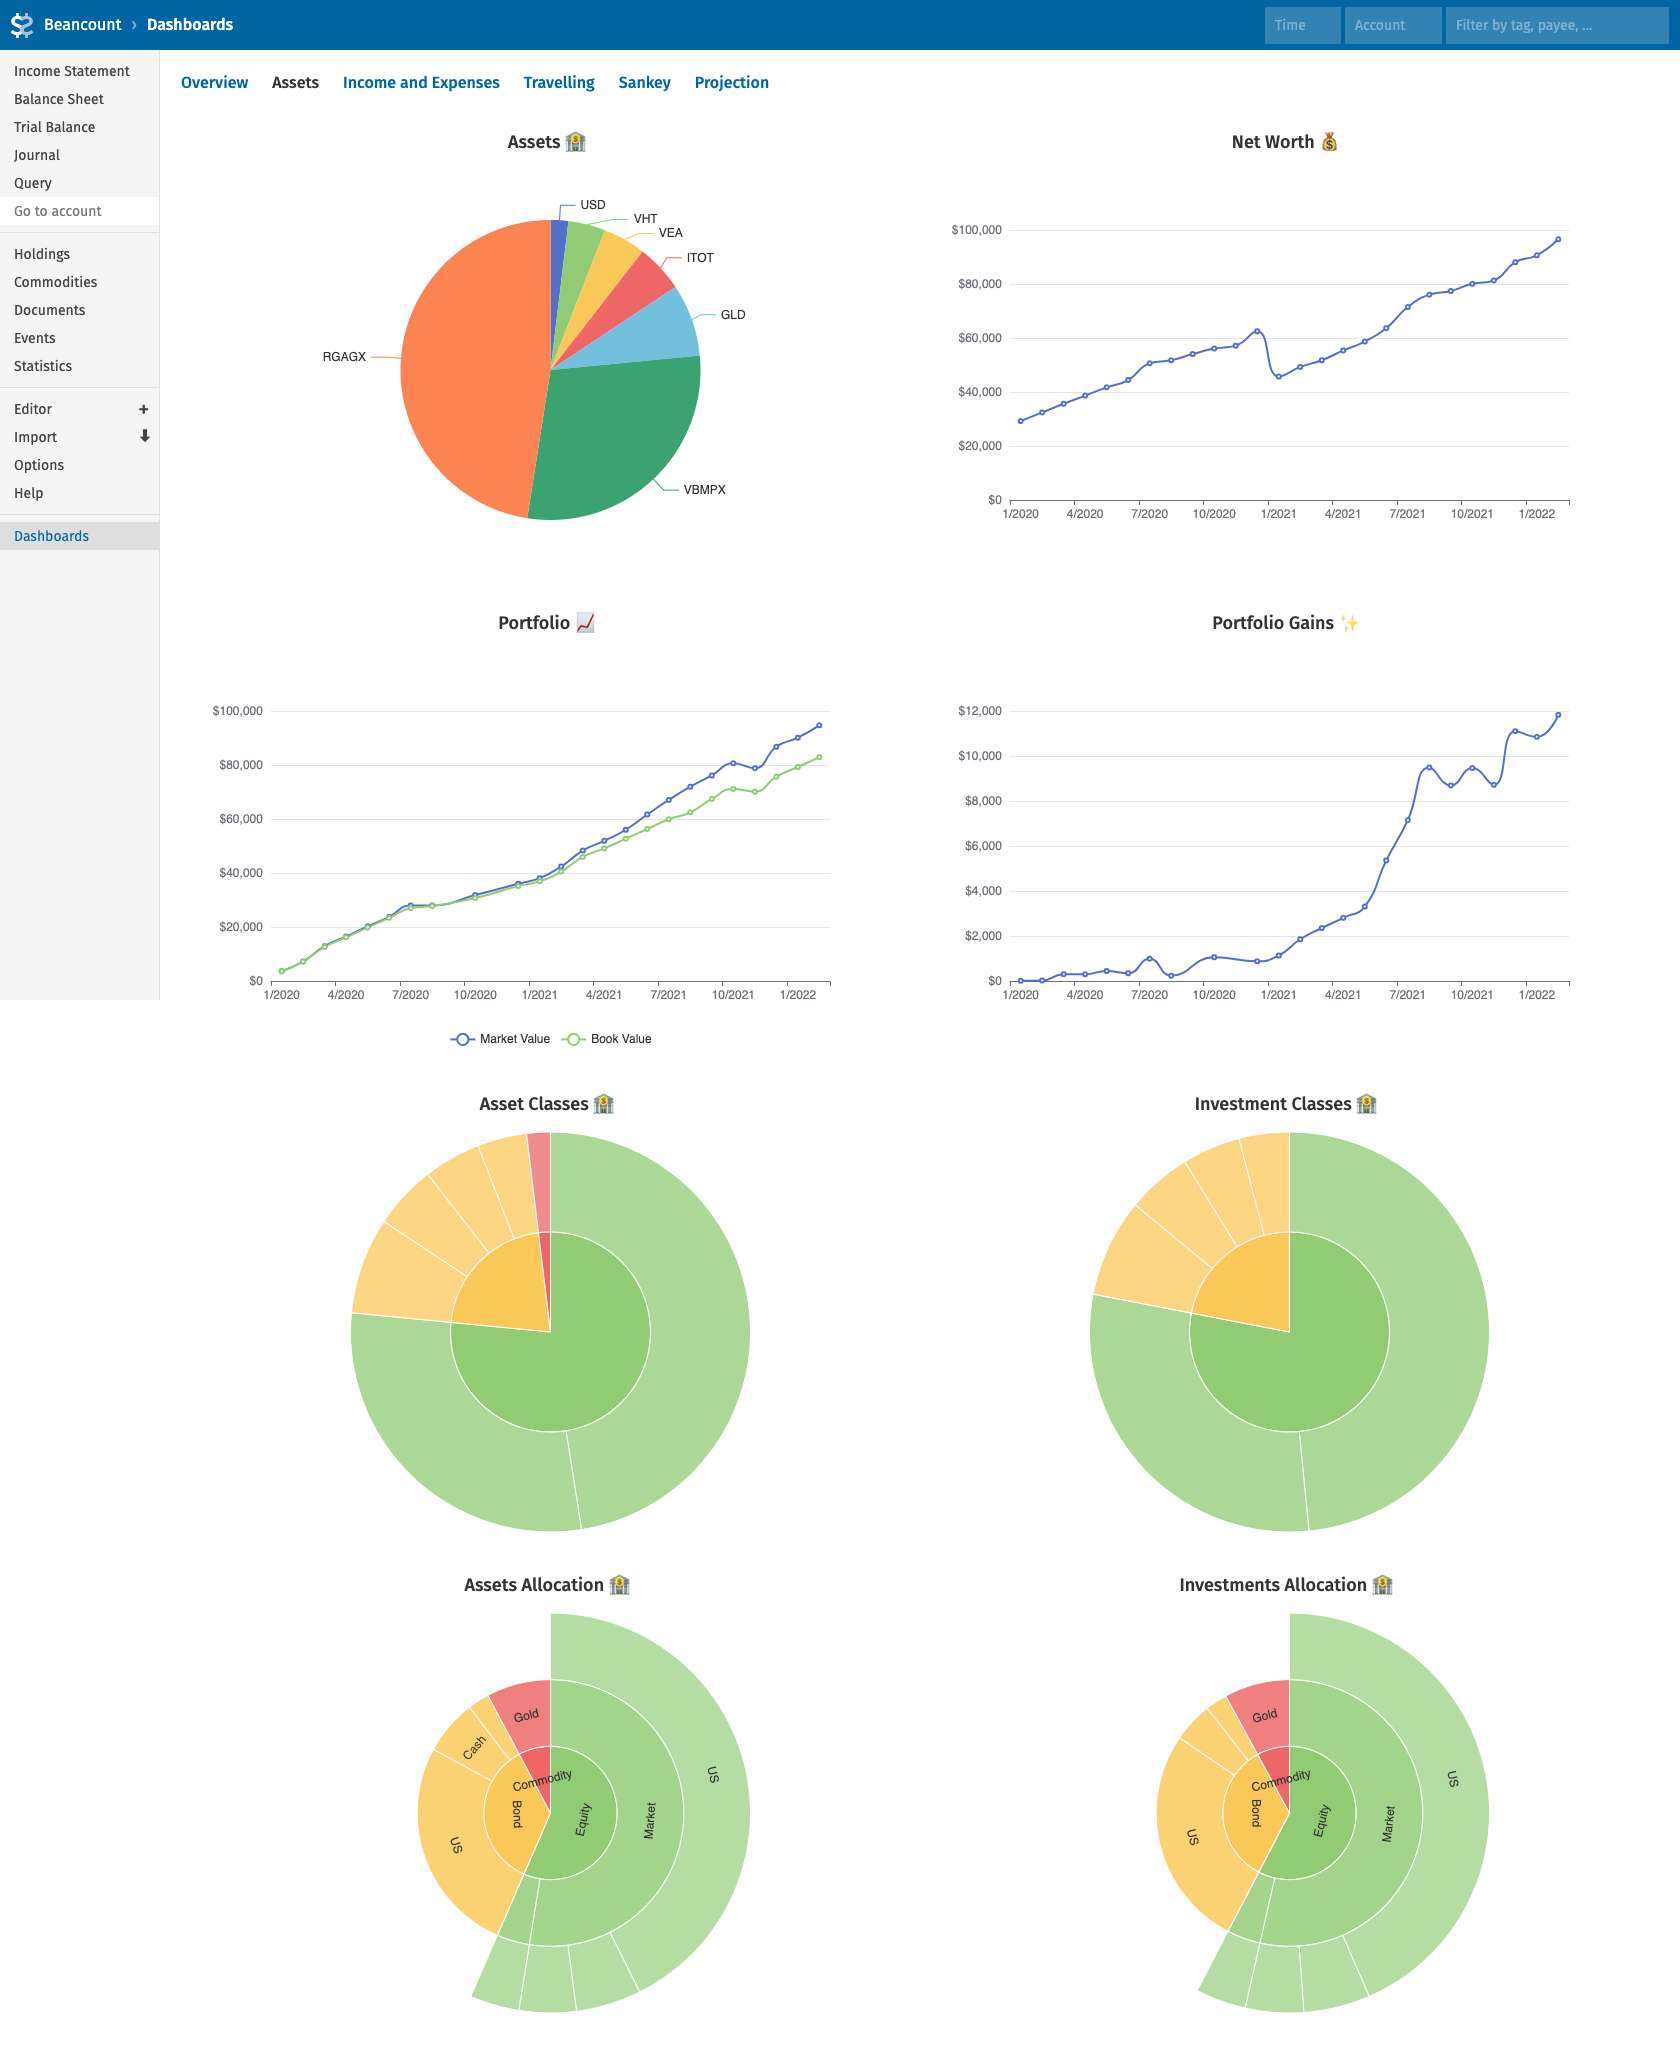 Beancount › Dashboards
Time
Account
Filter by tag, payee, ...
Income Statement
Balance Sheet
Trial Balance
Journal
Query
Go to account
Holdings
Commodities
Documents
Events
Statistics
Editor +
Import
Options
Help
Dashboards
Overview Assets Income and Expenses Travelling Sankey Projection
Assets 🏦
USD
VHT
VEA
ITOT
GLD
RGAGX
VBMPX
Net Worth 💰
$100,000
$80,000
$60,000
$40,000
$20,000
$0
1/2020 4/2020 7/2020 10/2020 1/2021 4/2021 7/2021 10/2021 1/2022
Portfolio 📈
$100,000
$80,000
$60,000
$40,000
$20,000
$0
1/2020 4/2020 7/2020 10/2020 1/2021 4/2021 7/2021 10/2021 1/2022
Market Value Book Value
Portfolio Gains ✨
$12,000
$10,000
$8,000
$6,000
$4,000
$2,000
$0
1/2020 4/2020 7/2020 10/2020 1/2021 4/2021 7/2021 10/2021 1/2022
Asset Classes 🏦
Investment Classes 🏦
Assets Allocation 🏦
Gold
Cash
Commodity
Bond
Equity
Market
US
US
Investments Allocation 🏦
Gold
Commodity
Bond
Equity
Market
US
US